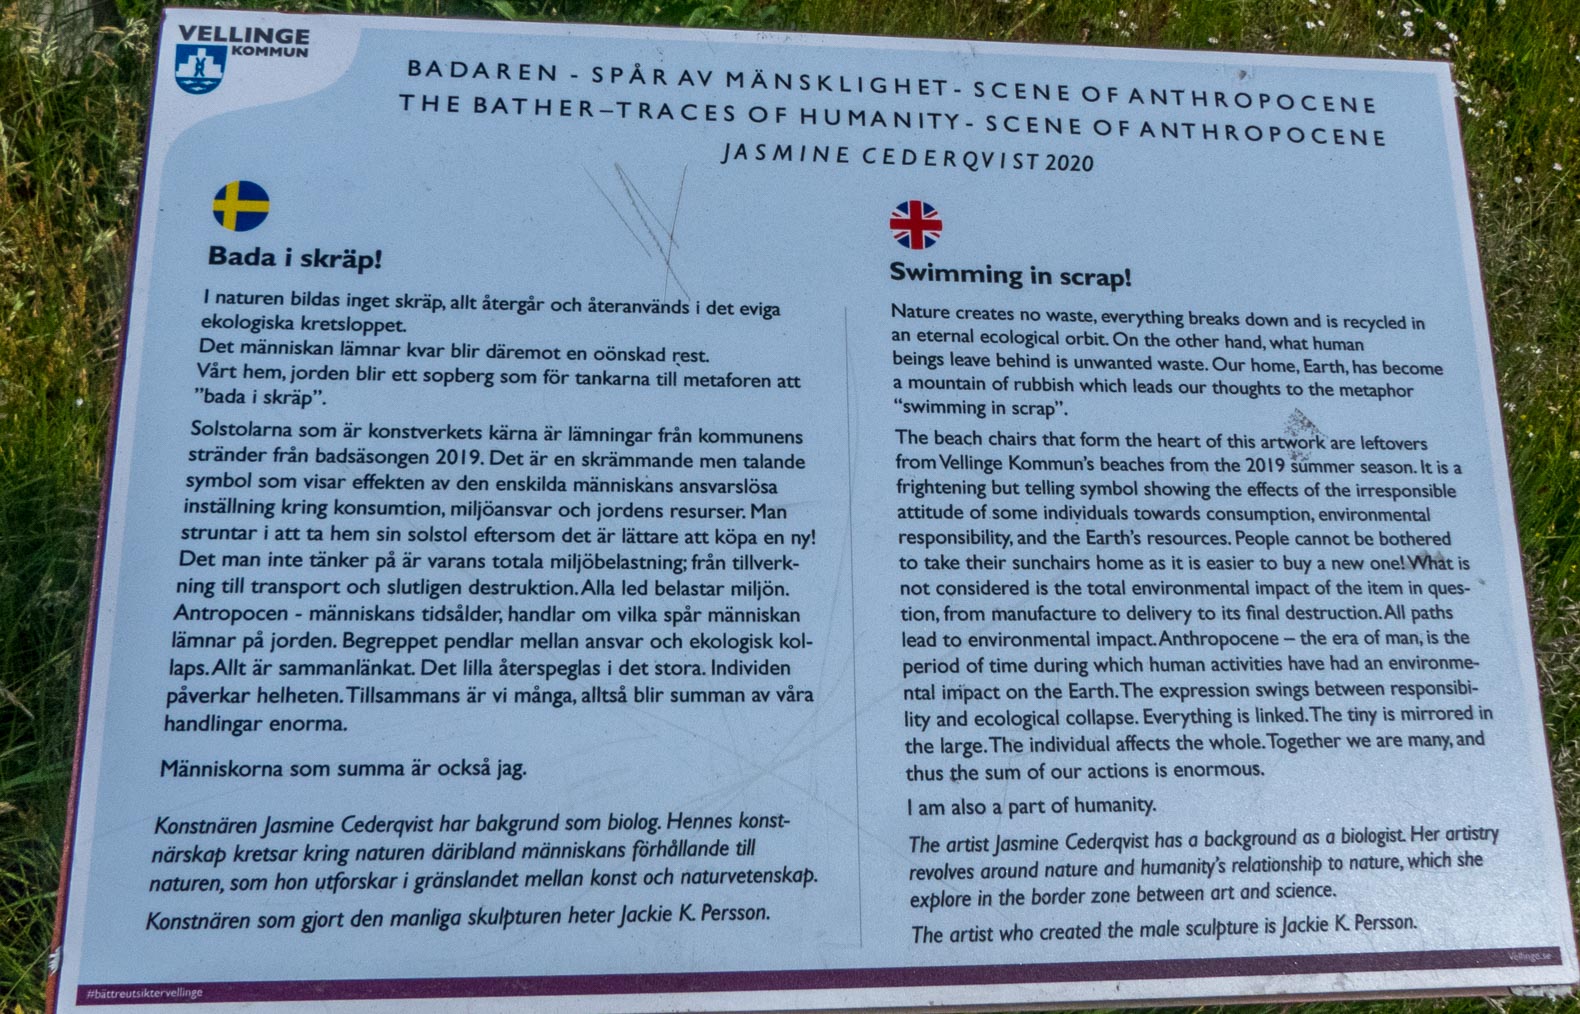 VELLINGE
KOMMUN
BADAREN - SPÅR AV MÄNSKLIGHET- SCENE OF ANTHROPOCENE
THE BATHER–TRACES OF HUMANITY- SCENE OF ANTHROPOCENE
JASMINE CEDERQVIST 2020
Bada i skräp!
I naturen bildas inget skräp, allt återgår och återanvänds i det eviga
ekologiska kretsloppet.
Det människan lämnar kvar blir däremot en oönskad rest.
Vårt hem, jorden blir ett sopberg som för tankarna till metaforen att
"bada i skräp".
Solstolarna som är konstverkets kärna är lämningar från kommunens
stränder från badsäsongen 2019. Det är en skrämmande men talande
symbol som visar effekten av den enskilda människans ansvarslösa
inställning kring konsumtion, miljöansvar och jordens resurser. Man
struntar i att ta hem sin solstol eftersom det är lättare att köpa en ny!
Det man inte tänker på är varans totala miljöbelastning; från tillverk-
ning till transport och slutligen destruktion. Alla led belastar miljön.
Antropocen - människans tidsålder, handlar om vilka spår människan
lämnar på jorden. Begreppet pendlar mellan ansvar och ekologisk kol-
laps. Allt är sammanlänkat. Det lilla återspeglas i det stora. Individen
påverkar helheten. Tillsammans är vi många, alltså blir summan av våra
handlingar enorma.
Människorna som summa är också jag.
Konstnären Jasmine Cederqvist har bakgrund som biolog. Hennes konst-
närskap kretsar kring naturen däribland människans förhållande till
naturen, som hon utforskar i gränslandet mellan konst och naturvetenskap.
Konstnären som gjort den manliga skulpturen heter Jackie K. Persson.
Swimming in scrap!
Nature creates no waste, everything breaks down and is recycled in
an eternal ecological orbit. On the other hand, what human
beings leave behind is unwanted waste. Our home, Earth, has become
a mountain of rubbish which leads our thoughts to the metaphor
“swimming in scrap”.
The beach chairs that form the heart of this artwork are leftovers
from Vellinge Kommun’s beaches from the 2019 summer season. It is a
frightening but telling symbol showing the effects of the irresponsible
attitude of some individuals towards consumption, environmental
responsibility, and the Earth’s resources. People cannot be bothered
to take their sunchairs home as it is easier to buy a new one! What is
not considered is the total environmental impact of the item in ques-
tion, from manufacture to delivery to its final destruction. All paths
lead to environmental impact. Anthropocene – the era of man, is the
period of time during which human activities have had an environme-
ntal impact on the Earth. The expression swings between responsibi-
lity and ecological collapse. Everything is linked. The tiny is mirrored in
the large. The individual affects the whole. Together we are many, and
thus the sum of our actions is enormous.
I am also a part of humanity.
The artist Jasmine Cederqvist has a background as a biologist. Her artistry
revolves around nature and humanity’s relationship to nature, which she
explore in the border zone between art and science.
The artist who created the male sculpture is Jackie K. Persson.
#bättreutsiktervellinge
Vellinge.se